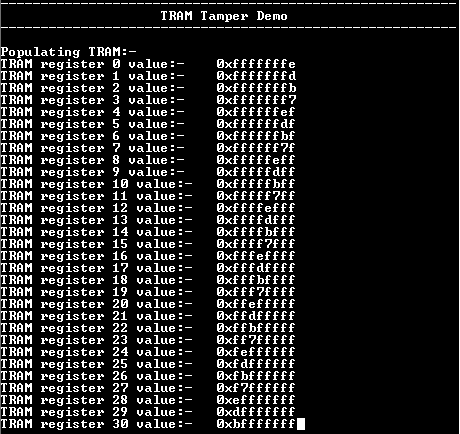 TRAM Tamper Demo
Populating TRAM:-
TRAM register 0 value:- 0xfffffffe
TRAM register 1 value:- 0xfffffffd
TRAM register 2 value:- 0xfffffffb
TRAM register 3 value:- 0xfffffff7
TRAM register 4 value:- 0xffffffef
TRAM register 5 value:- 0xffffffdf
TRAM register 6 value:- 0xffffffbf
TRAM register 7 value:- 0xffffff7f
TRAM register 8 value:- 0xfffffeff
TRAM register 9 value:- 0xfffffdff
TRAM register 10 value:- 0xfffffbff
TRAM register 11 value:- 0xfffff7ff
TRAM register 12 value:- 0xffffefff
TRAM register 13 value:- 0xffffdfff
TRAM register 14 value:- 0xffffbfff
TRAM register 15 value:- 0xffff7fff
TRAM register 16 value:- 0xfffeffff
TRAM register 17 value:- 0xfffdffff
TRAM register 18 value:- 0xfffbffff
TRAM register 19 value:- 0xfff7ffff
TRAM register 20 value:- 0xffefffff
TRAM register 21 value:- 0xffdfffff
TRAM register 22 value:- 0xffbfffff
TRAM register 23 value:- 0xff7fffff
TRAM register 24 value:- 0xfeffffff
TRAM register 25 value:- 0xfdffffff
TRAM register 26 value:- 0xfbffffff
TRAM register 27 value:- 0xf7ffffff
TRAM register 28 value:- 0xefffffff
TRAM register 29 value:- 0xdfffffff
TRAM register 30 value:- 0xbfffffff